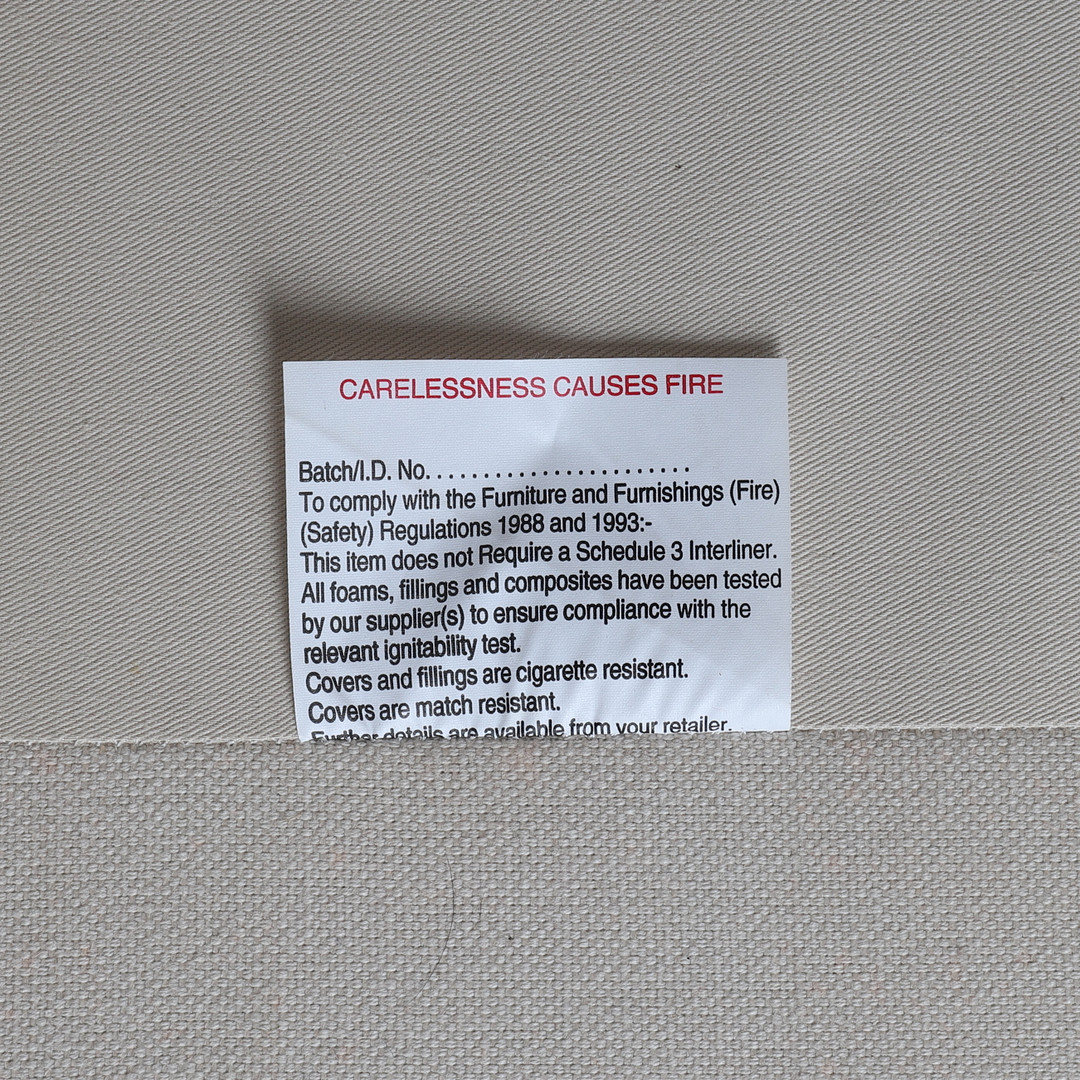 CARELESSNESS CAUSES FIRE
Batch/I.D. No........................
To comply with the Furniture and Furnishings (Fire)
(Safety) Regulations 1988 and 1993:-
This item does not Require a Schedule 3 Interliner.
All foams, fillings and composites have been tested
by our supplier(s) to ensure compliance with the
relevant ignitability test.
Covers and fillings are cigarette resistant.
Covers are match resistant.
Further details are available from your retailer.